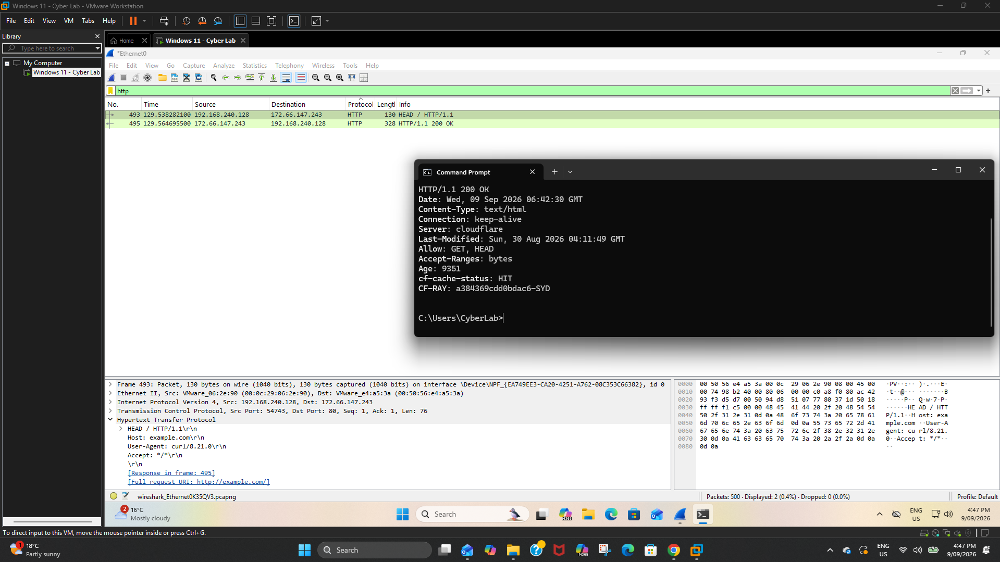 Windows 11 - Cyber Lab - VMware Workstation
File Edit View VM Tabs Help
Library
Type here to search
My Computer
Windows 11 - Cyber Lab
Home
Windows 11 - Cyber Lab
*Ethernet0
File Edit View Go Capture Analyze Statistics Telephony Wireless Tools Help
http
No. Time Source Destination Protocol Lengtl Info
493 129.538282100 192.168.240.128 172.66.147.243 HTTP 130 HEAD / HTTP/1.1
495 129.564695500 172.66.147.243 192.168.240.128 HTTP 328 HTTP/1.1 200 OK
Command Prompt
HTTP/1.1 200 OK
Date: Wed, 09 Sep 2026 06:42:30 GMT
Content-Type: text/html
Connection: keep-alive
Server: cloudflare
Last-Modified: Sun, 30 Aug 2026 04:11:49 GMT
Allow: GET, HEAD
Accept-Ranges: bytes
Age: 9351
cf-cache-status: HIT
CF-RAY: a384369cdd0bdac6-SYD
C:\Users\CyberLab>
Frame 493: Packet, 130 bytes on wire (1040 bits), 130 bytes captured (1040 bits) on interface \Device\NPF_{EA749EE3-CA20-4251-A762-08C353C66382}, id 0
Ethernet II, Src: VMware_06:2e:90 (00:0c:29:06:2e:90), Dst: VMware_e4:a5:3a (00:50:56:e4:a5:3a)
Internet Protocol Version 4, Src: 192.168.240.128, Dst: 172.66.147.243
Transmission Control Protocol, Src Port: 54743, Dst Port: 80, Seq: 1, Ack: 1, Len: 76
Hypertext Transfer Protocol
HEAD / HTTP/1.1\r\n
Host: example.com\r\n
User-Agent: curl/8.21.0\r\n
Accept: */*\r\n
\r\n
[Response in frame: 495]
[Full request URI: http://example.com/]
0000 00 50 56 e4 a5 3a 00 0c 29 06 2e 90 08 00 45 00 ·PV··:·· )·.···E·
0010 00 74 98 b2 40 00 80 06 00 00 c0 a8 f0 80 ac 42 ·t··@··· ·······B
0020 93 f3 d5 d7 00 50 94 d8 51 07 77 80 37 1d 50 18 ·····P·· Q·w·7·P·
0030 ff ff f1 c5 00 00 48 45 41 44 20 2f 20 48 54 54 ······HE AD / HTT
0040 50 2f 31 2e 31 0d 0a 48 6f 73 74 3a 20 65 78 61 P/1.1··H ost: exa
0050 6d 70 6c 65 2e 63 6f 6d 0d 0a 55 73 65 72 2d 41 mple.com ··User-A
0060 67 65 6e 74 3a 20 63 75 72 6c 2f 38 2e 32 31 2e gent: cu rl/8.21.
0070 30 0d 0a 41 63 63 65 70 74 3a 20 2a 2f 2a 0d 0a 0··Accep t: */*··
0080 0d 0a ··
wireshark_Ethernet0K35QV3.pcapng
Packets: 500 · Displayed: 2 (0.4%) · Dropped: 0 (0.0%)
Profile: Default
2
16°C
Mostly cloudy
Search
M365
ENG
US
4:47 PM
9/09/2026
To direct input to this VM, move the mouse pointer inside or press Ctrl+G.
1
18°C
Partly sunny
Search
M365
ENG
US
4:47 PM
9/09/2026